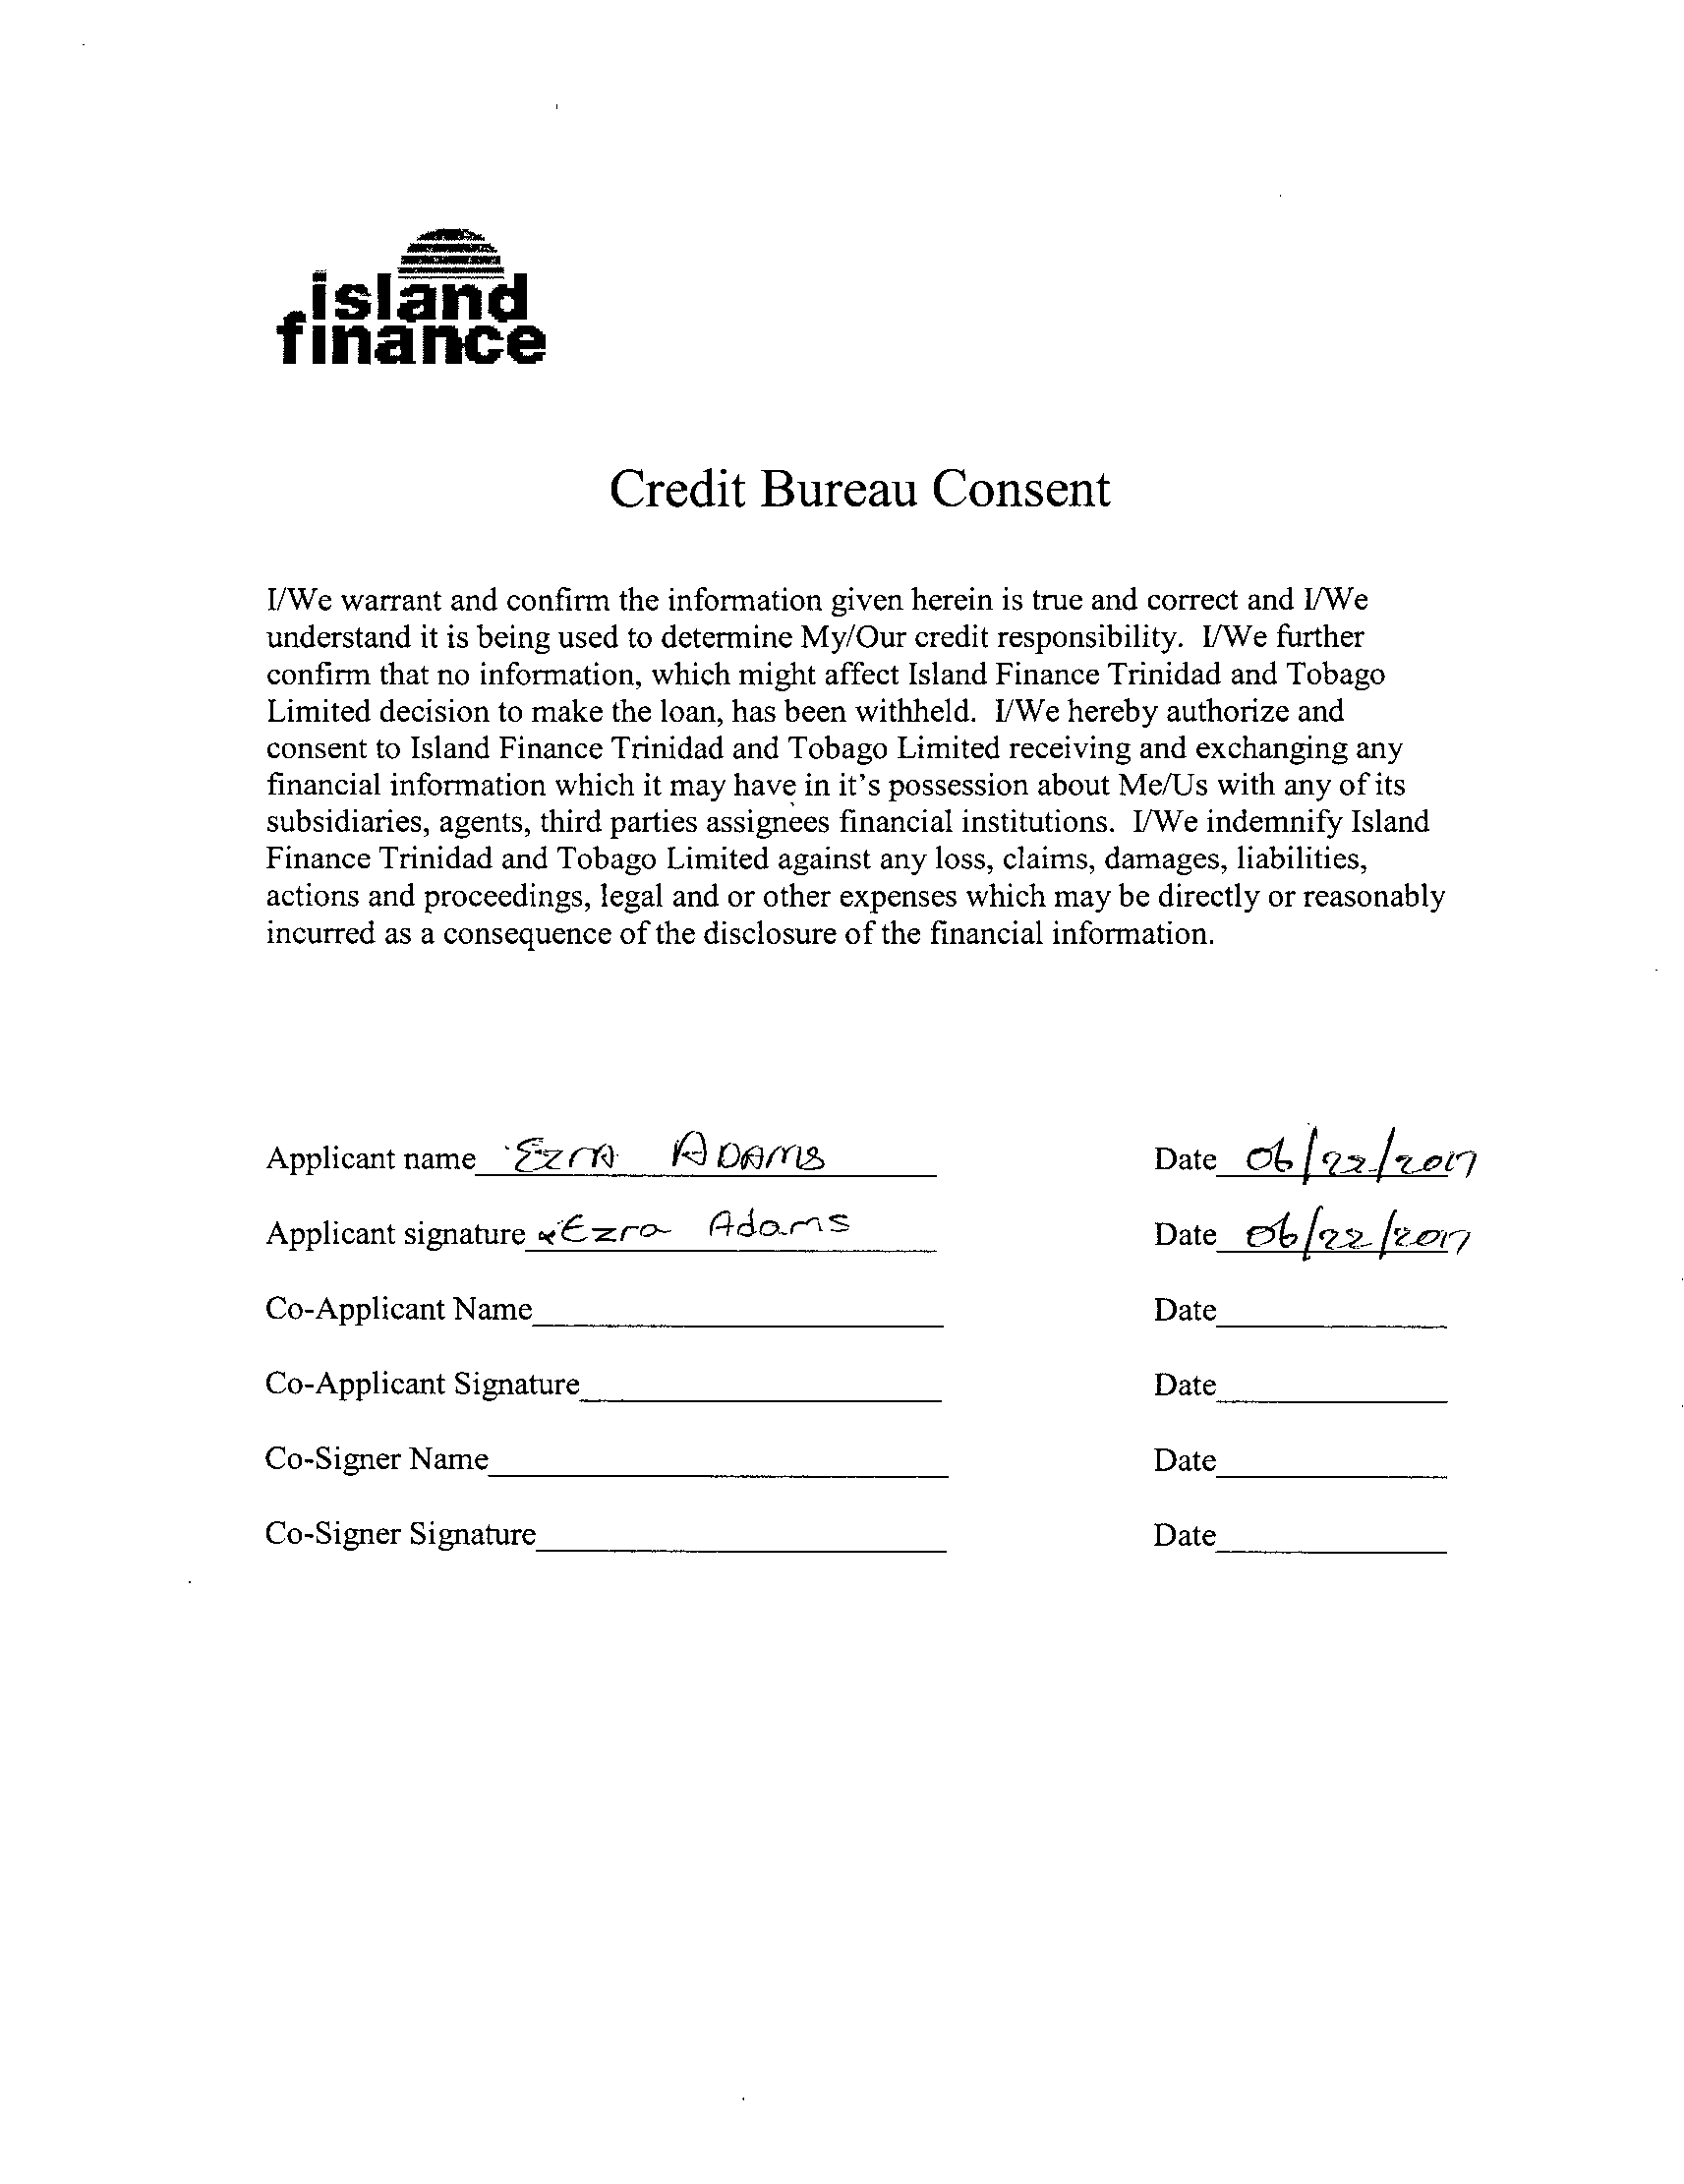 island
finance
Credit Bureau Consent
I/We warrant and confirm the information given herein is true and correct and I/We
understand it is being used to determine My/Our credit responsibility. I/We further
confirm that no information, which might affect Island Finance Trinidad and Tobago
Limited decision to make the loan, has been withheld. I/We hereby authorize and
consent to Island Finance Trinidad and Tobago Limited receiving and exchanging any
financial information which it may have in it's possession about Me/Us with any of its
subsidiaries, agents, third parties assignees financial institutions. I/We indemnify Island
Finance Trinidad and Tobago Limited against any loss, claims, damages, liabilities,
actions and proceedings, legal and or other expenses which may be directly or reasonably
incurred as a consequence of the disclosure of the financial information.
Applicant name Ezra ADAMS Date 06/22/2017
Applicant signature x Ezra Adams Date 06/22/2017
Co-Applicant Name Date
Co-Applicant Signature Date
Co-Signer Name Date
Co-Signer Signature Date